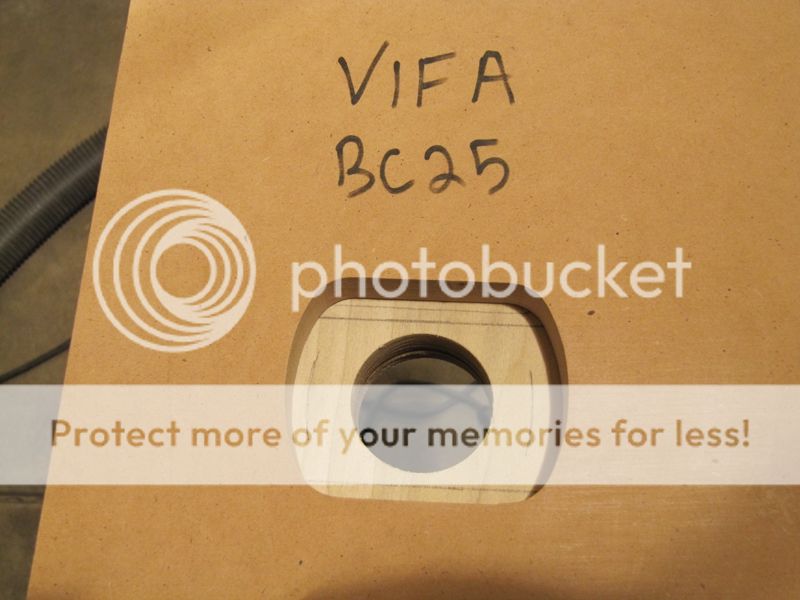 VIFA
BC25
photobucket
Protect more of your memories for less!